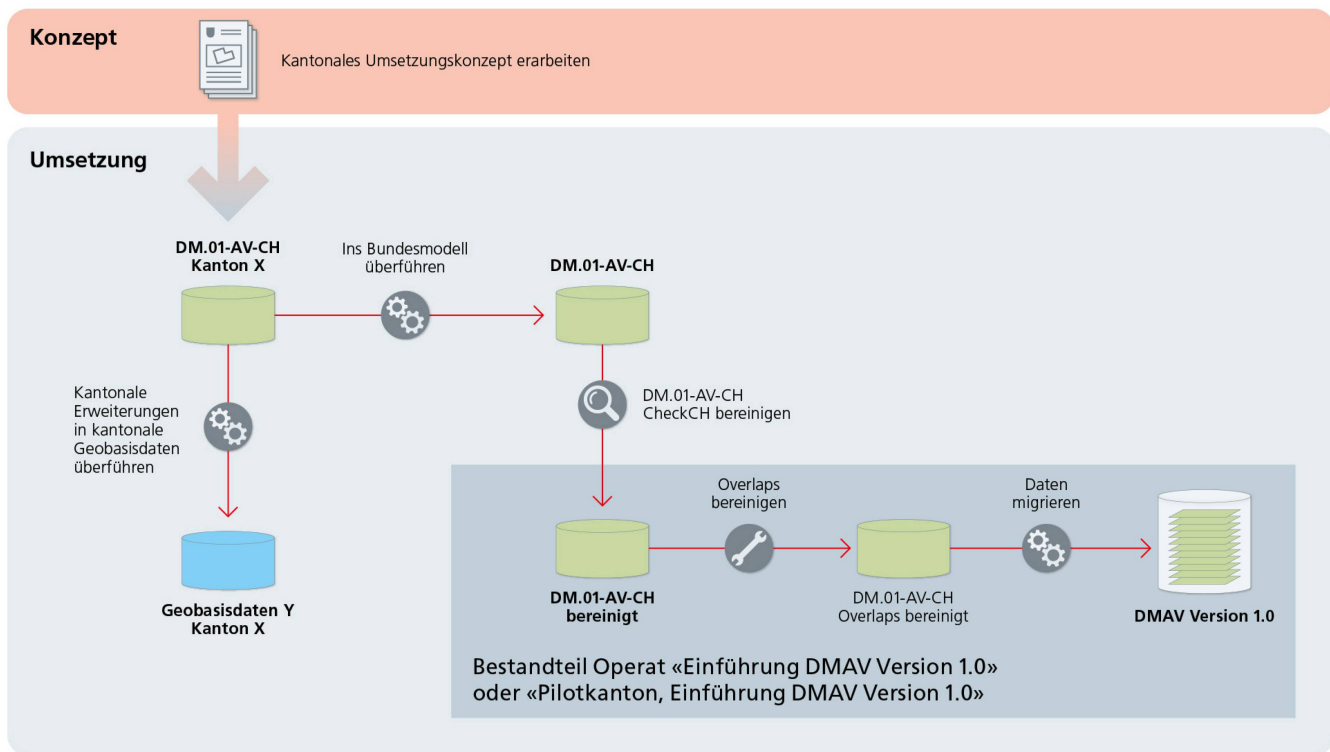 Konzept
Kantonales Umsetzungskonzept erarbeiten
Umsetzung
DM.01-AV-CH
Kanton X
Ins Bundesmodell
überführen
DM.01-AV-CH
Kantonale
Erweiterungen
in kantonale
Geobasisdaten
überführen
DM.01-AV-CH
CheckCH bereinigen
Geobasisdaten Y
Kanton X
Overlaps
bereinigen
Daten
migrieren
DM.01-AV-CH
bereinigt
DM.01-AV-CH
Overlaps bereinigt
DMAV Version 1.0
Bestandteil Operat «Einführung DMAV Version 1.0»
oder «Pilotkanton, Einführung DMAV Version 1.0»